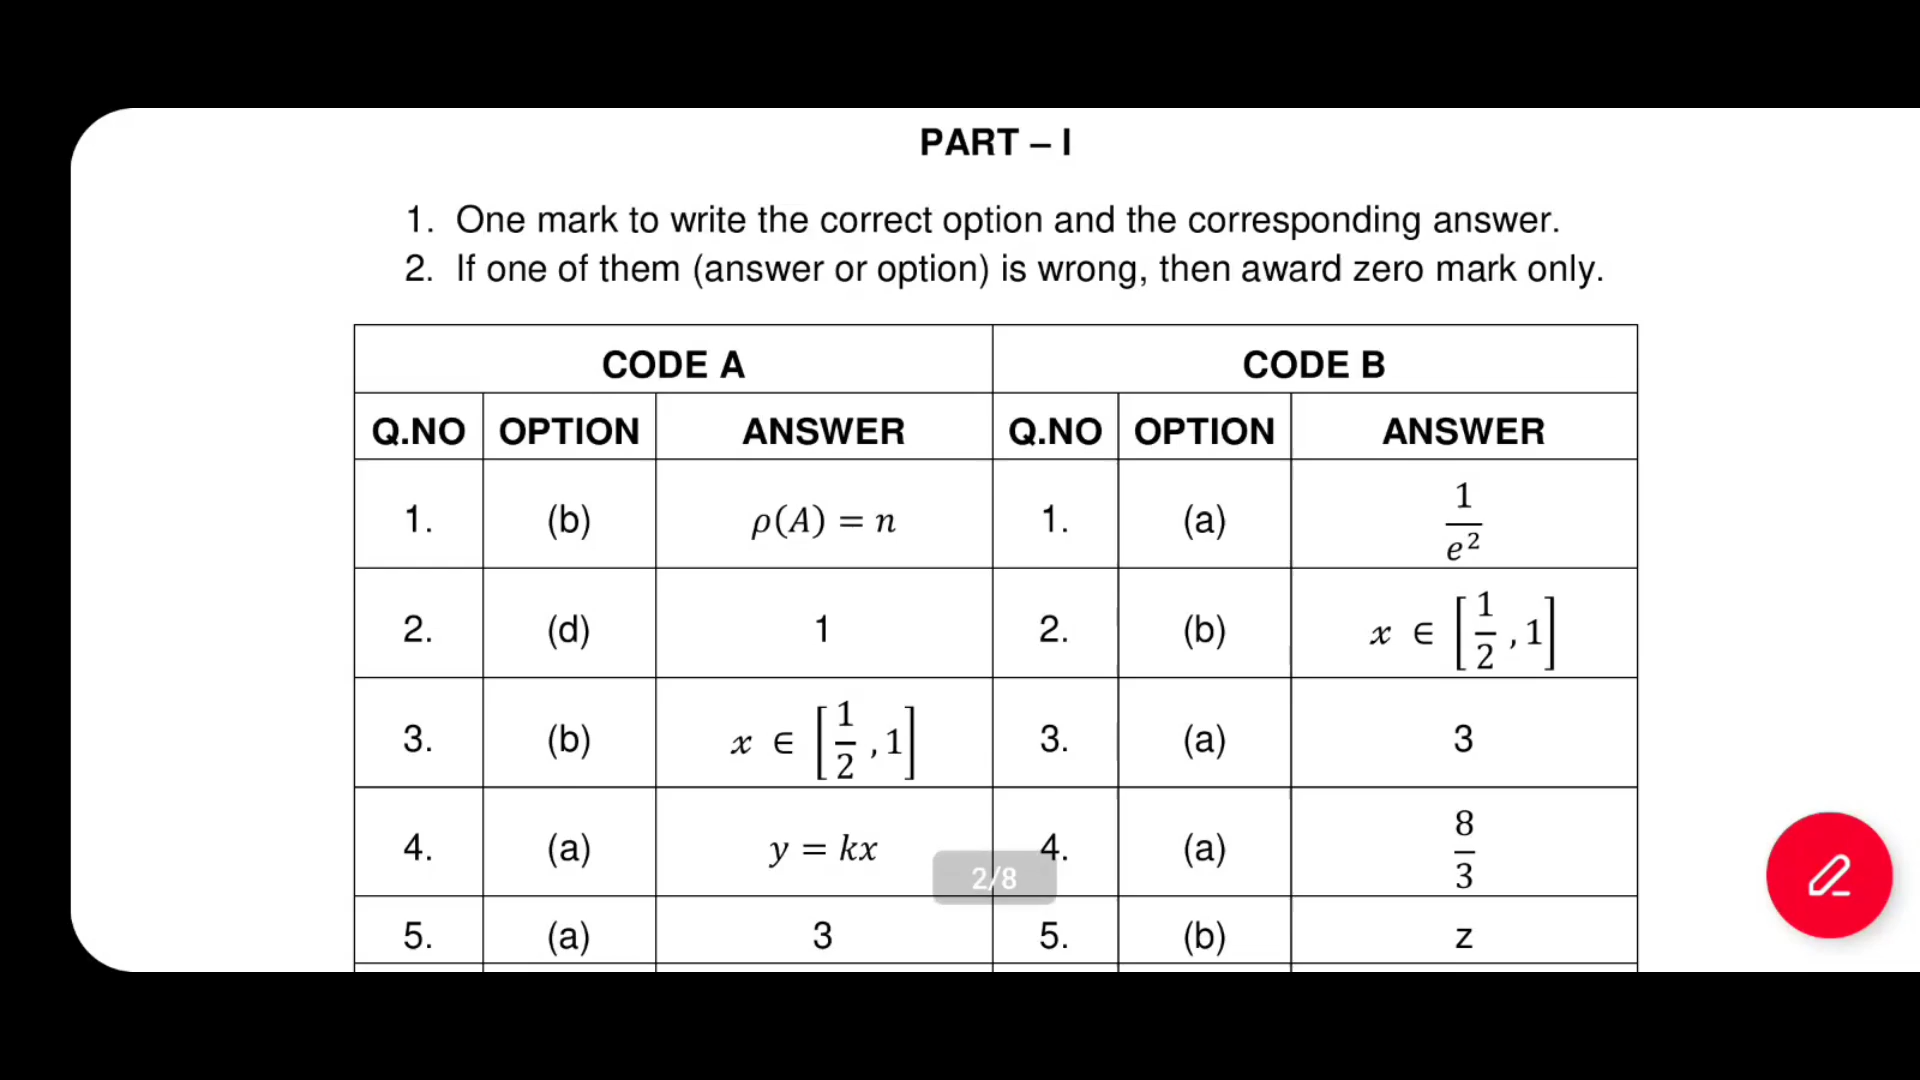 PART – I
1. One mark to write the correct option and the corresponding answer.
2. If one of them (answer or option) is wrong, then award zero mark only.
CODE A CODE B
Q.NO OPTION ANSWER Q.NO OPTION ANSWER
1. (b) ρ(A) = n 1. (a) 1/e²
2. (d) 1 2. (b) x ∈ [1/2, 1]
3. (b) x ∈ [1/2, 1] 3. (a) 3
4. (a) y = kx 4. (a) 8/3
2/8
5. (a) 3 5. (b) z